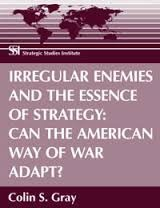 SSI Strategic Studies Institute
IRREGULAR ENEMIES
AND THE ESSENCE OF
STRATEGY:
CAN THE AMERICAN
WAY OF WAR
ADAPT?
Colin S. Gray